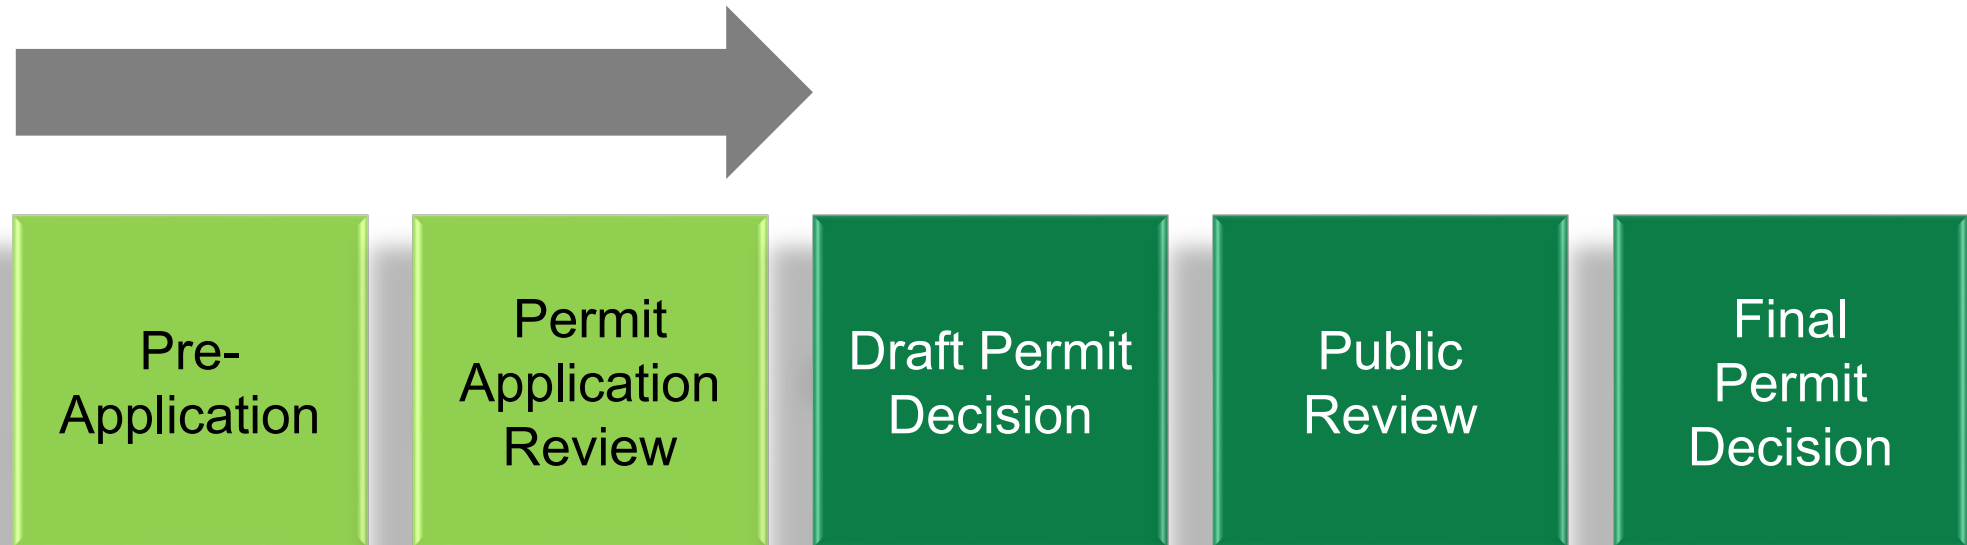 Pre-
Application
Permit
Application
Review
Draft Permit
Decision
Public
Review
Final
Permit
Decision